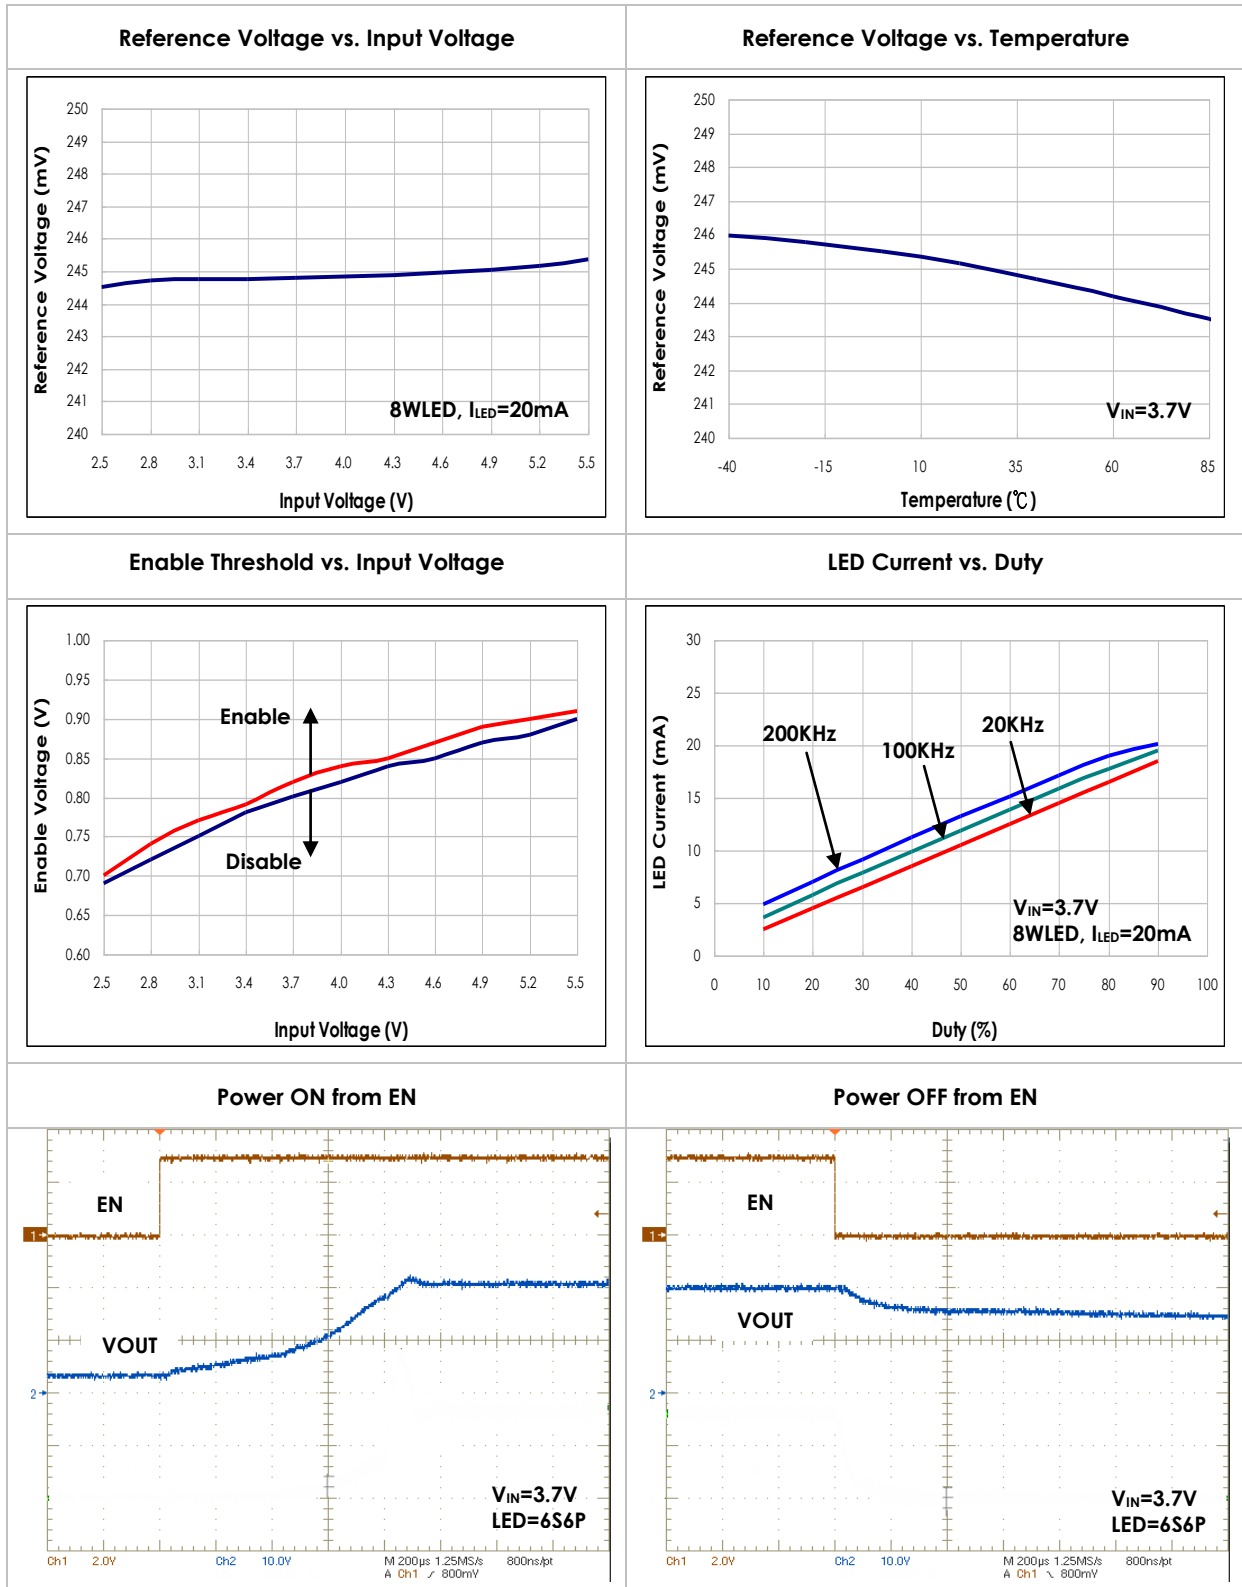 Reference Voltage vs. Input Voltage
Reference Voltage vs. Temperature
Reference Voltage (mV)
250
249
248
247
246
245
244
243
242
241
240
8WLED, ILED=20mA
2.5 2.8 3.1 3.4 3.7 4.0 4.3 4.6 4.9 5.2 5.5
Input Voltage (V)
Reference Voltage (mV)
250
249
248
247
246
245
244
243
242
241
240
VIN=3.7V
-40 -15 10 35 60 85
Temperature (℃)
Enable Threshold vs. Input Voltage
LED Current vs. Duty
Enable Voltage (V)
1.00
0.95
0.90
0.85
0.80
0.75
0.70
0.65
0.60
Enable
Disable
2.5 2.8 3.1 3.4 3.7 4.0 4.3 4.6 4.9 5.2 5.5
Input Voltage (V)
LED Current (mA)
30
25
20
15
10
5
0
200KHz
100KHz
20KHz
VIN=3.7V
8WLED, ILED=20mA
0 10 20 30 40 50 60 70 80 90 100
Duty (%)
Power ON from EN
Power OFF from EN
EN
1
VOUT
2
VIN=3.7V
LED=6S6P
Ch1 2.0V Ch2 10.0V M 200µs 1.25MS/s 800ns/pt
A Ch1 800mV
EN
1
VOUT
2
VIN=3.7V
LED=6S6P
Ch1 2.0V Ch2 10.0V M 200µs 1.25MS/s 800ns/pt
A Ch1 800mV